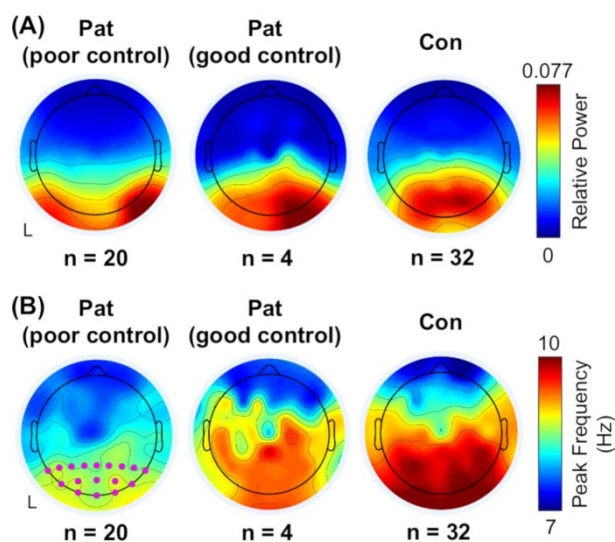 (A)
Pat
(poor control)
Pat
(good control)
Con
0.077
Relative Power
0
L
n = 20
n = 4
n = 32
(B)
Pat
(poor control)
Pat
(good control)
Con
10
Peak Frequency
(Hz)
7
L
n = 20
n = 4
n = 32